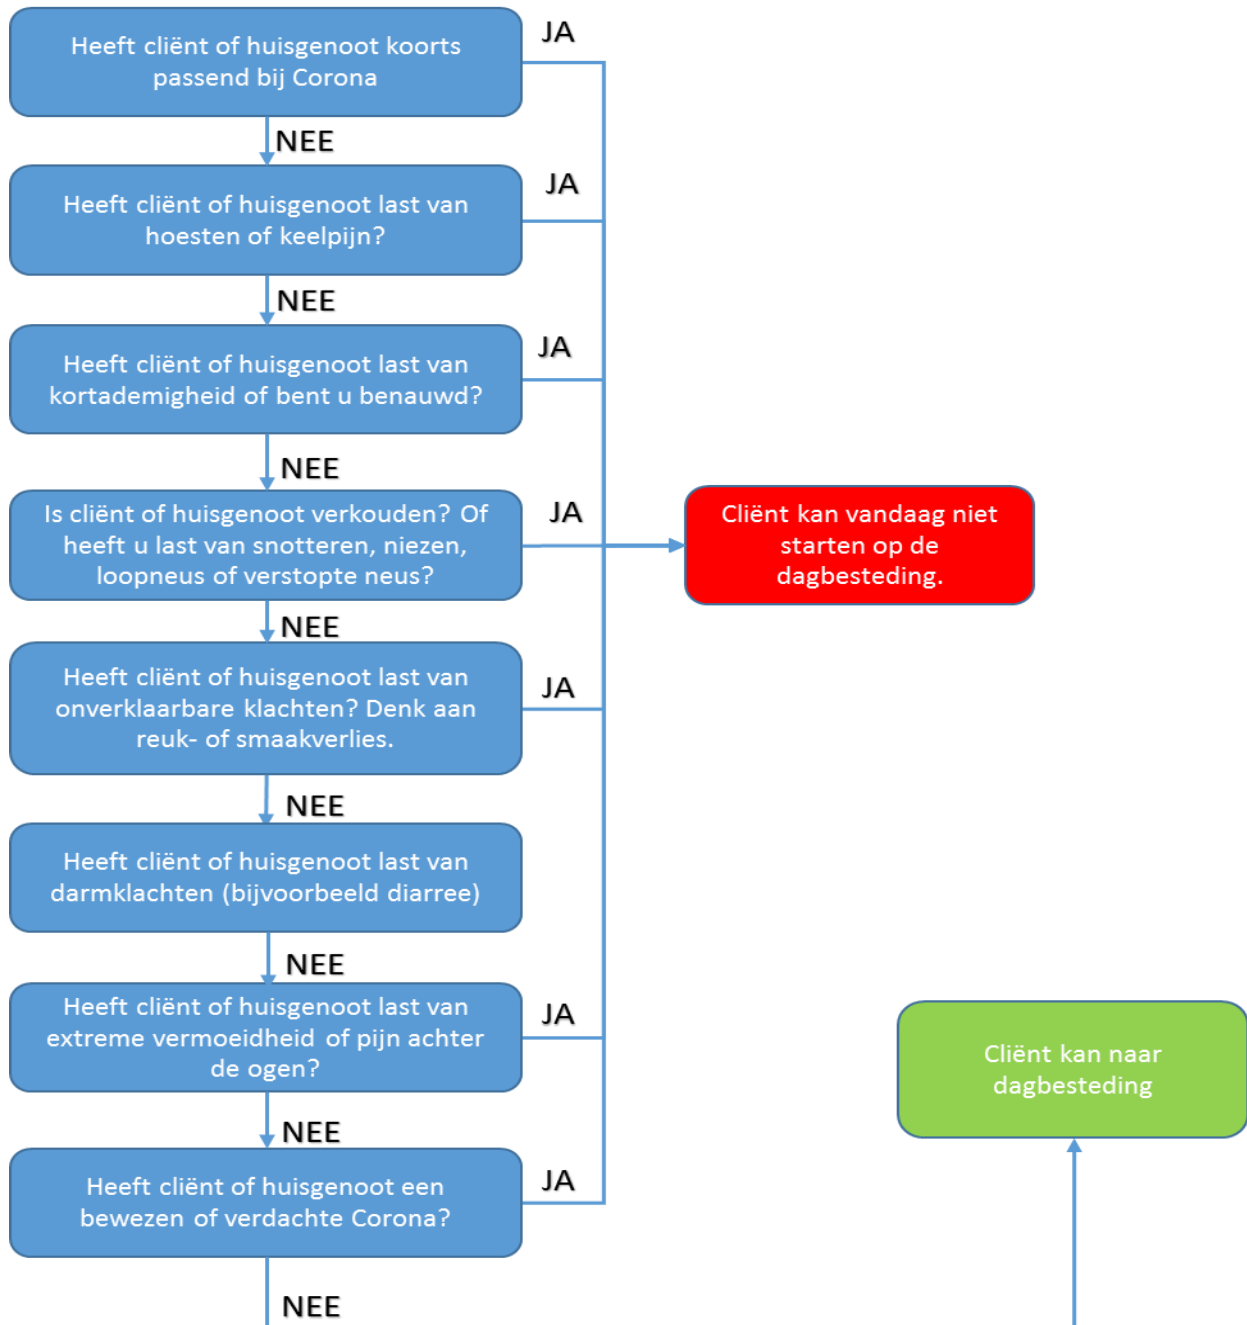 Heeft cliënt of huisgenoot koorts
passend bij Corona
JA
NEE
Heeft cliënt of huisgenoot last van
hoesten of keelpijn?
JA
NEE
Heeft cliënt of huisgenoot last van
kortademigheid of bent u benauwd?
JA
NEE
Is cliënt of huisgenoot verkouden? Of
heeft u last van snotteren, niezen,
loopneus of verstopte neus?
JA
Cliënt kan vandaag niet
starten op de
dagbesteding.
NEE
Heeft cliënt of huisgenoot last van
onverklaarbare klachten? Denk aan
reuk- of smaakverlies.
JA
NEE
Heeft cliënt of huisgenoot last van
darmklachten (bijvoorbeeld diarree)
NEE
Heeft cliënt of huisgenoot last van
extreme vermoeidheid of pijn achter
de ogen?
JA
Cliënt kan naar
dagbesteding
NEE
Heeft cliënt of huisgenoot een
bewezen of verdachte Corona?
JA
NEE